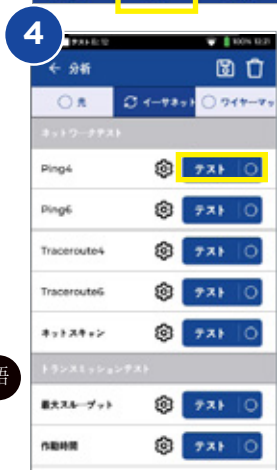 4
100% 12:21
← 分析
光 イーサネット ワイヤーマッ
ネットワークテスト
Ping4 テスト
Ping6 テスト
Traceroute4 テスト
Traceroute6 テスト
ネットスキャン テスト
トランスミッションテスト
語
最大スループット テスト
作動時間 テスト